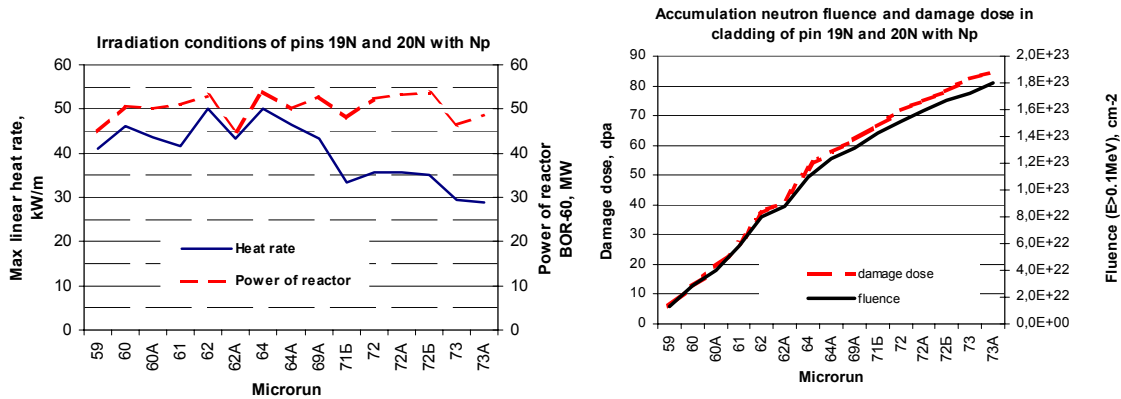 Irradiation conditions of pins 19N and 20N with Np
60
50
40
30
20
10
0
Max linear heat rate,
kW/m
Heat rate
Power of reactor
60
50
40
30
20
10
0
Power of reactor
BOR-60, MW
59
60
60A
61
62
62A
64
64A
69A
71Б
72
72A
72Б
73
73A
Microrun
Accumulation neutron fluence and damage dose in
cladding of pin 19N and 20N with Np
90
80
70
60
50
40
30
20
10
0
Damage dose, dpa
damage dose
fluence
2,0E+23
1,8E+23
1,6E+23
1,4E+23
1,2E+23
1,0E+23
8,0E+22
6,0E+22
4,0E+22
2,0E+22
0,0E+00
Fluence (E>0.1MeV), cm-2
59
60
60A
61
62
62A
64
64A
69A
71Б
72
72A
72Б
73
73A
Microrun